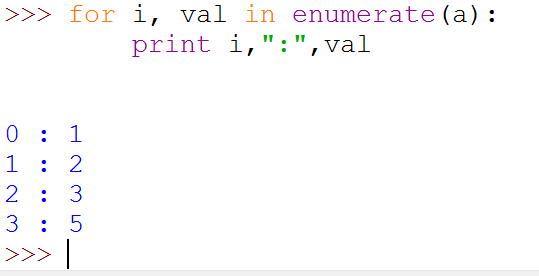 >>> for i, val in enumerate(a):
        print i,":",val
0 : 1
1 : 2
2 : 3
3 : 5
>>>